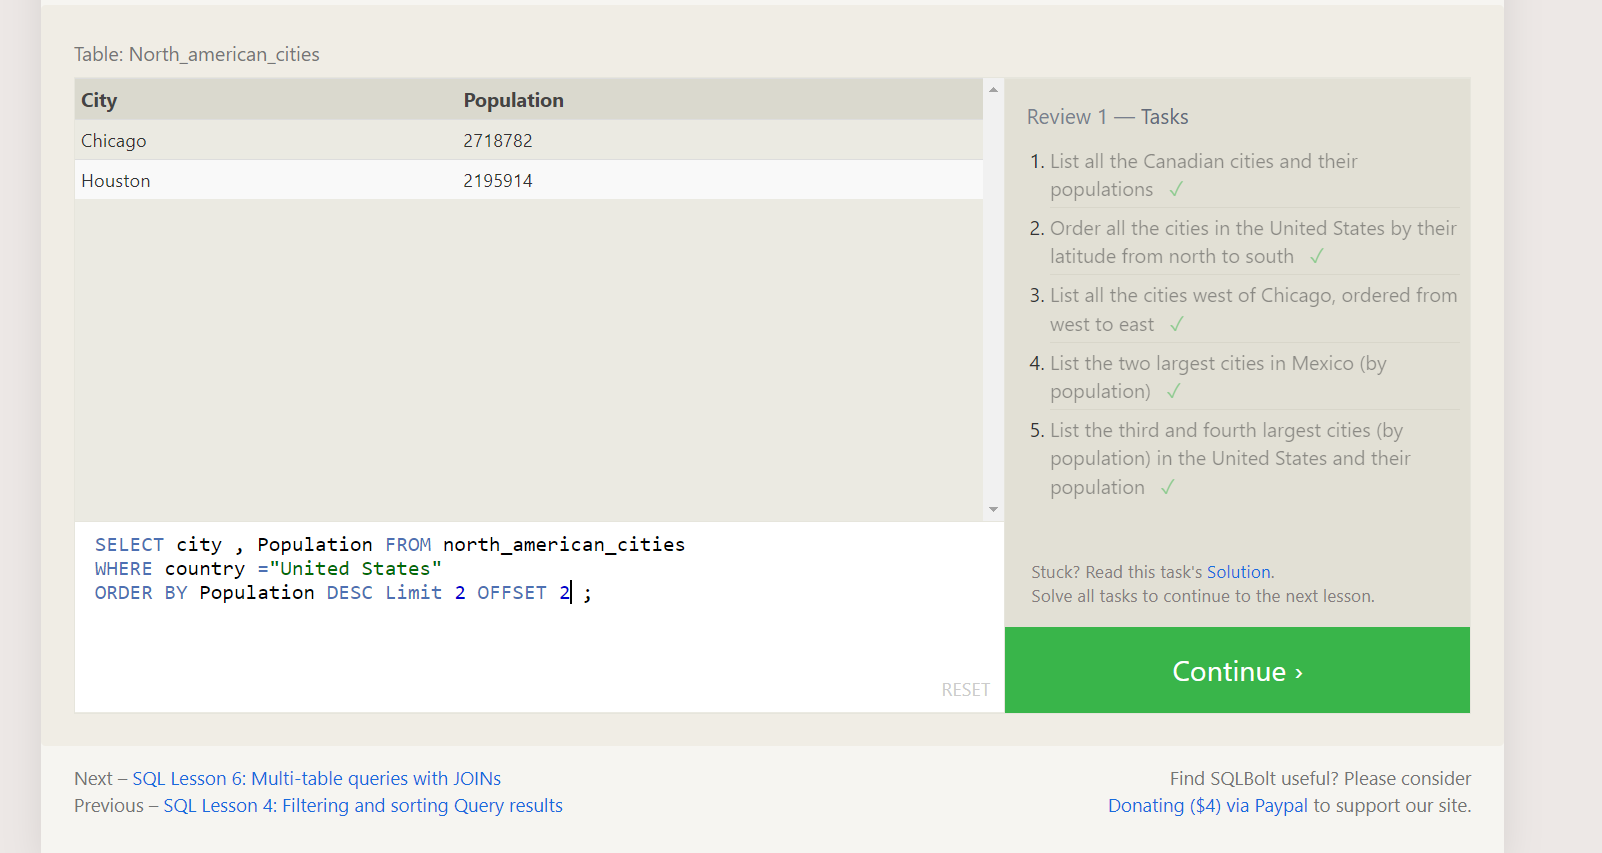 Table: North_american_cities
City Population
Chicago 2718782
Houston 2195914
SELECT city , Population FROM north_american_cities
WHERE country ="United States"
ORDER BY Population DESC Limit 2 OFFSET 2 ;
RESET
Review 1 — Tasks
1. List all the Canadian cities and their
populations ✓
2. Order all the cities in the United States by their
latitude from north to south ✓
3. List all the cities west of Chicago, ordered from
west to east ✓
4. List the two largest cities in Mexico (by
population) ✓
5. List the third and fourth largest cities (by
population) in the United States and their
population ✓
Stuck? Read this task's Solution.
Solve all tasks to continue to the next lesson.
Continue ›
Next – SQL Lesson 6: Multi-table queries with JOINs
Previous – SQL Lesson 4: Filtering and sorting Query results
Find SQLBolt useful? Please consider
Donating ($4) via Paypal to support our site.